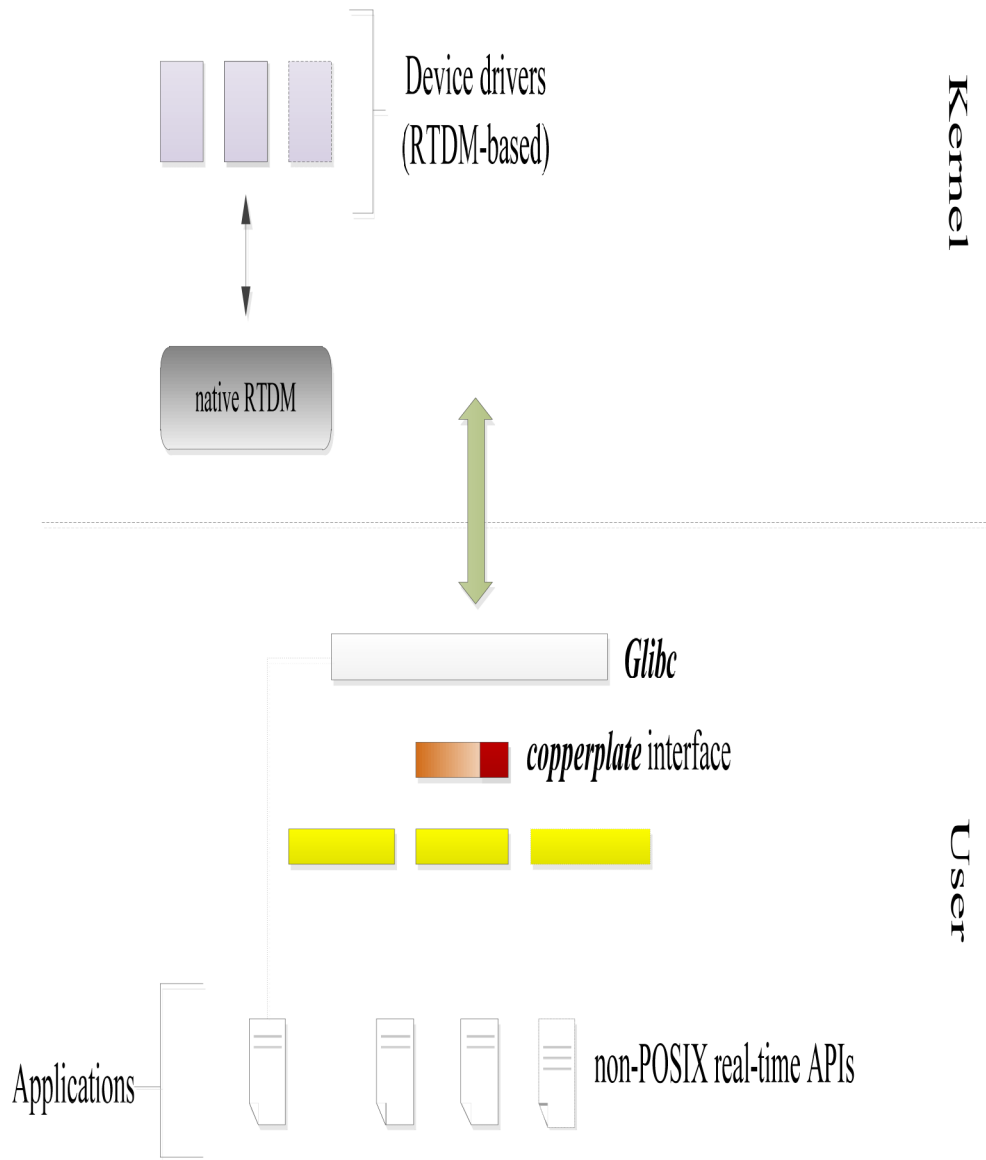 Device drivers
(RTDM-based)
Kernel
native RTDM
Glibc
copperplate interface
User
Applications
non-POSIX real-time APIs